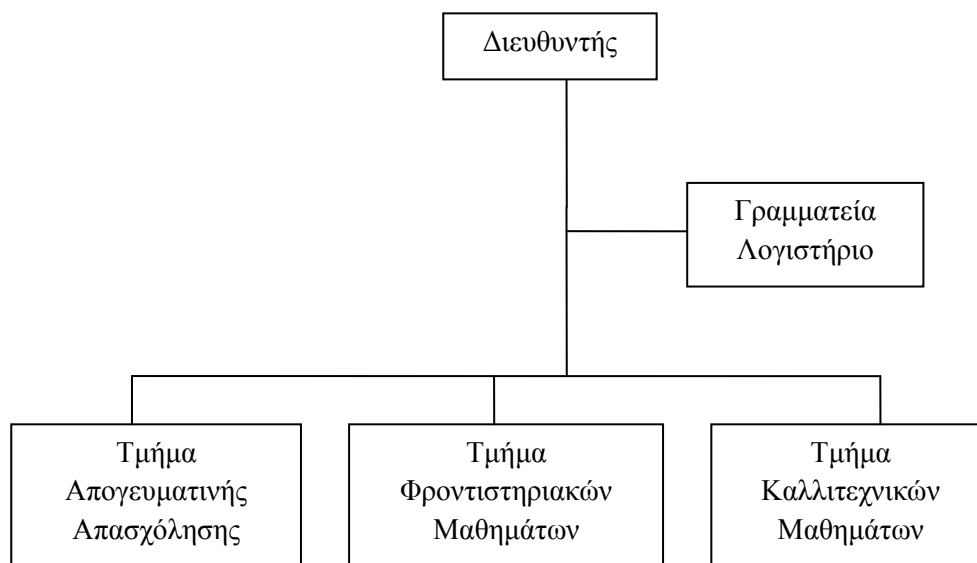 Διευθυντής
Γραμματεία
Λογιστήριο
Τμήμα
Απογευματινής
Απασχόλησης
Τμήμα
Φροντιστηριακών
Μαθημάτων
Τμήμα
Καλλιτεχνικών
Μαθημάτων